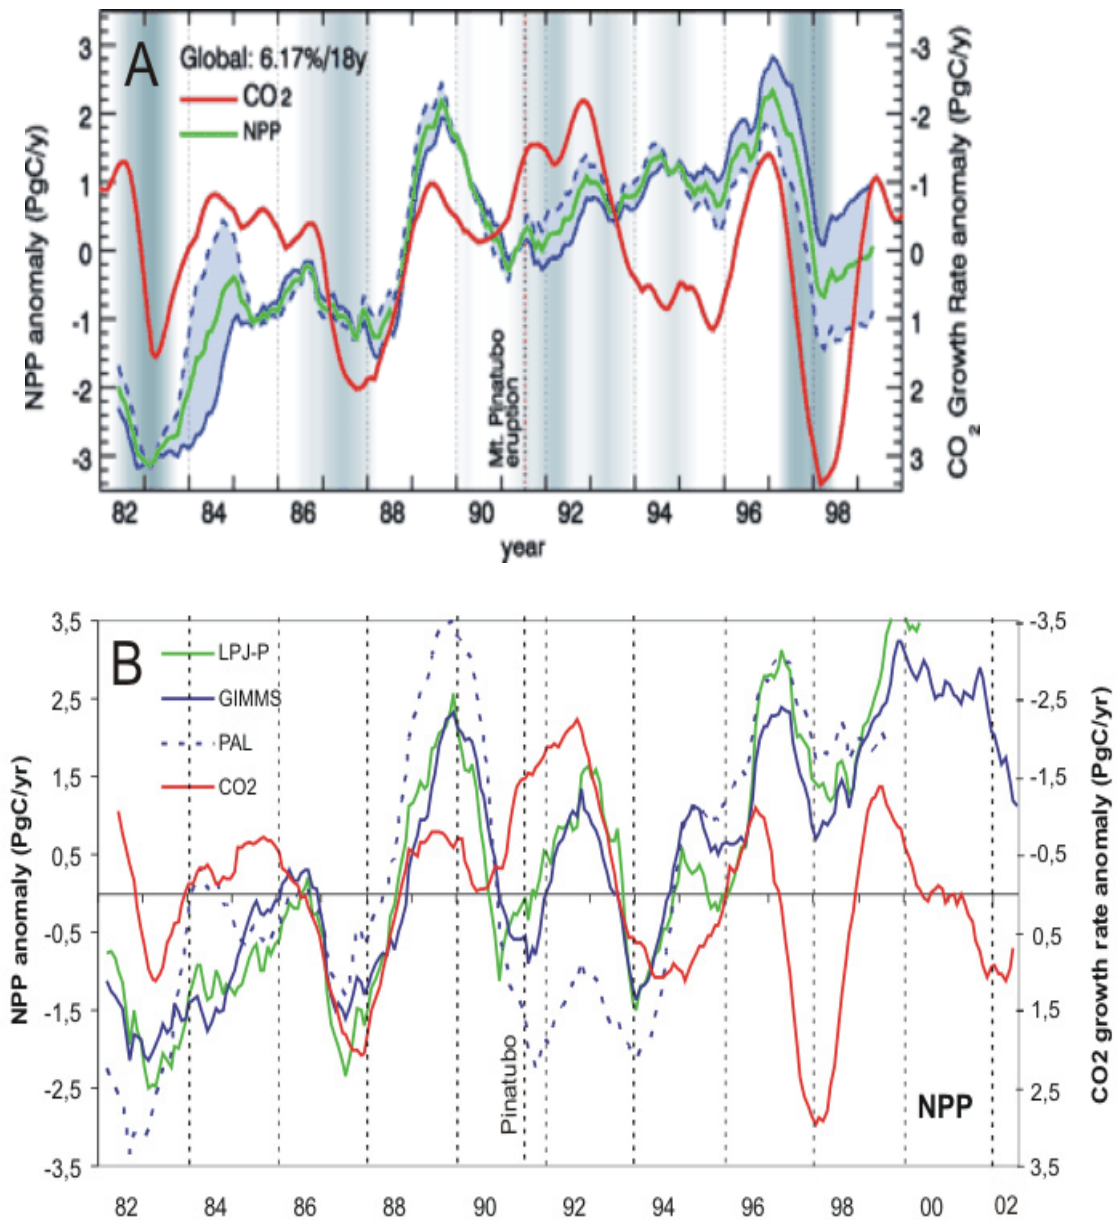 A
Global: 6.17%/18y
CO2
NPP
3
2
1
0
-1
-2
-3
NPP anomaly (PgC/y)
-3
-2
-1
0
1
2
3
CO2 Growth Rate anomaly (PgC/y)
Mt. Pinatubo
eruption
82 84 86 88 90 92 94 96 98
year
B
LPJ-P
GIMMS
PAL
CO2
3,5
2,5
1,5
0,5
-0,5
-1,5
-2,5
-3,5
NPP anomaly (PgC/yr)
-3,5
-2,5
-1,5
-0,5
0,5
1,5
2,5
3,5
CO2 growth rate anomaly (PgC/yr)
Pinatubo
NPP
82 84 86 88 90 92 94 96 98 00 02